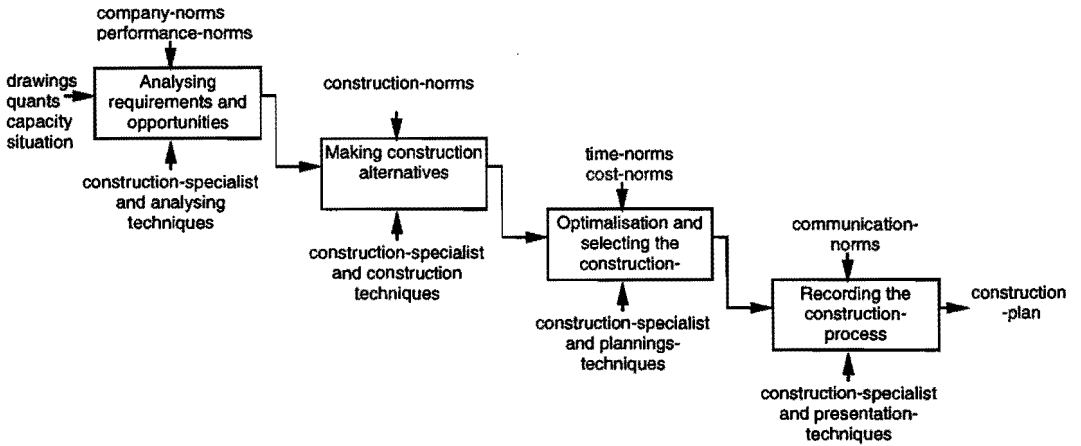 company-norms
performance-norms
drawings
quants
capacity
situation
Analysing
requirements and
opportunities
construction-specialist
and analysing
techniques
construction-norms
Making construction
alternatives
construction-specialist
and construction
techniques
time-norms
cost-norms
Optimalisation and
selecting the
construction-
construction-specialist
and plannings-
techniques
communication-
norms
Recording the
construction-
process
construction-specialist
and presentation-
techniques
construction
-plan